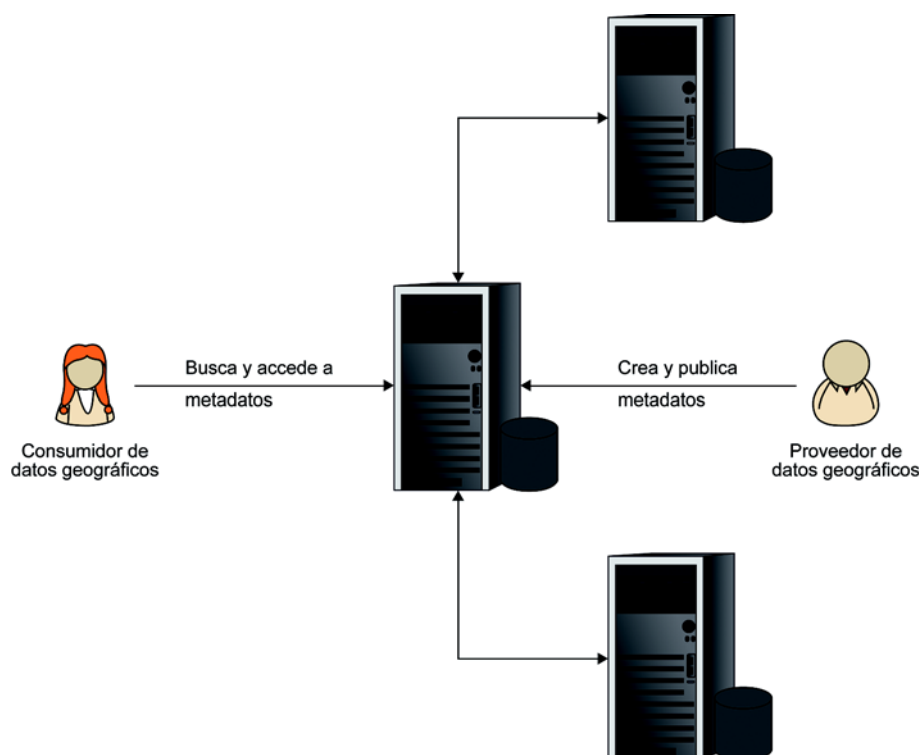 Busca y accede a
metadatos
Crea y publica
metadatos
Consumidor de
datos geográficos
Proveedor de
datos geográficos